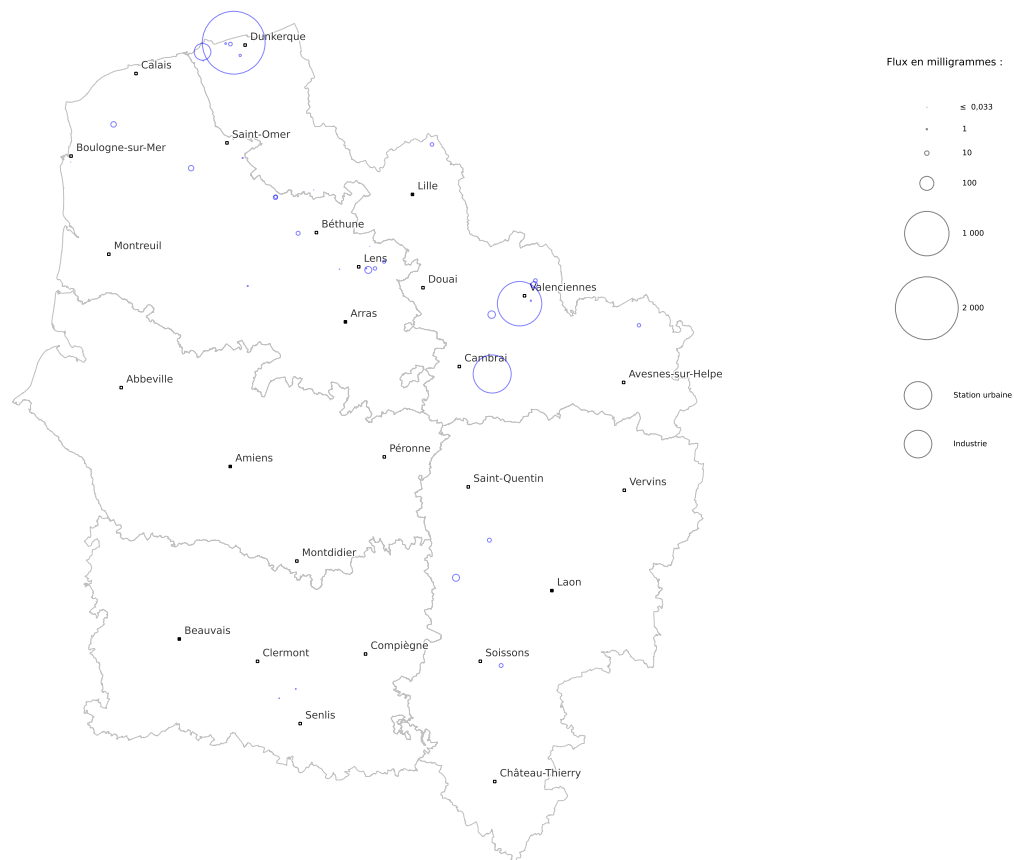 Dunkerque
Flux en milligrammes :
Calais
≤ 0,033
1
Saint-Omer
Boulogne-sur-Mer
10
Lille
100
Béthune
1 000
Montreuil
Lens
Douai
Valenciennes
2 000
Arras
Cambrai
Avesnes-sur-Helpe
Abbeville
Station urbaine
Industrie
Péronne
Amiens
Saint-Quentin
Vervins
Montdidier
Laon
Beauvais
Compiègne
Clermont
Soissons
Senlis
Château-Thierry